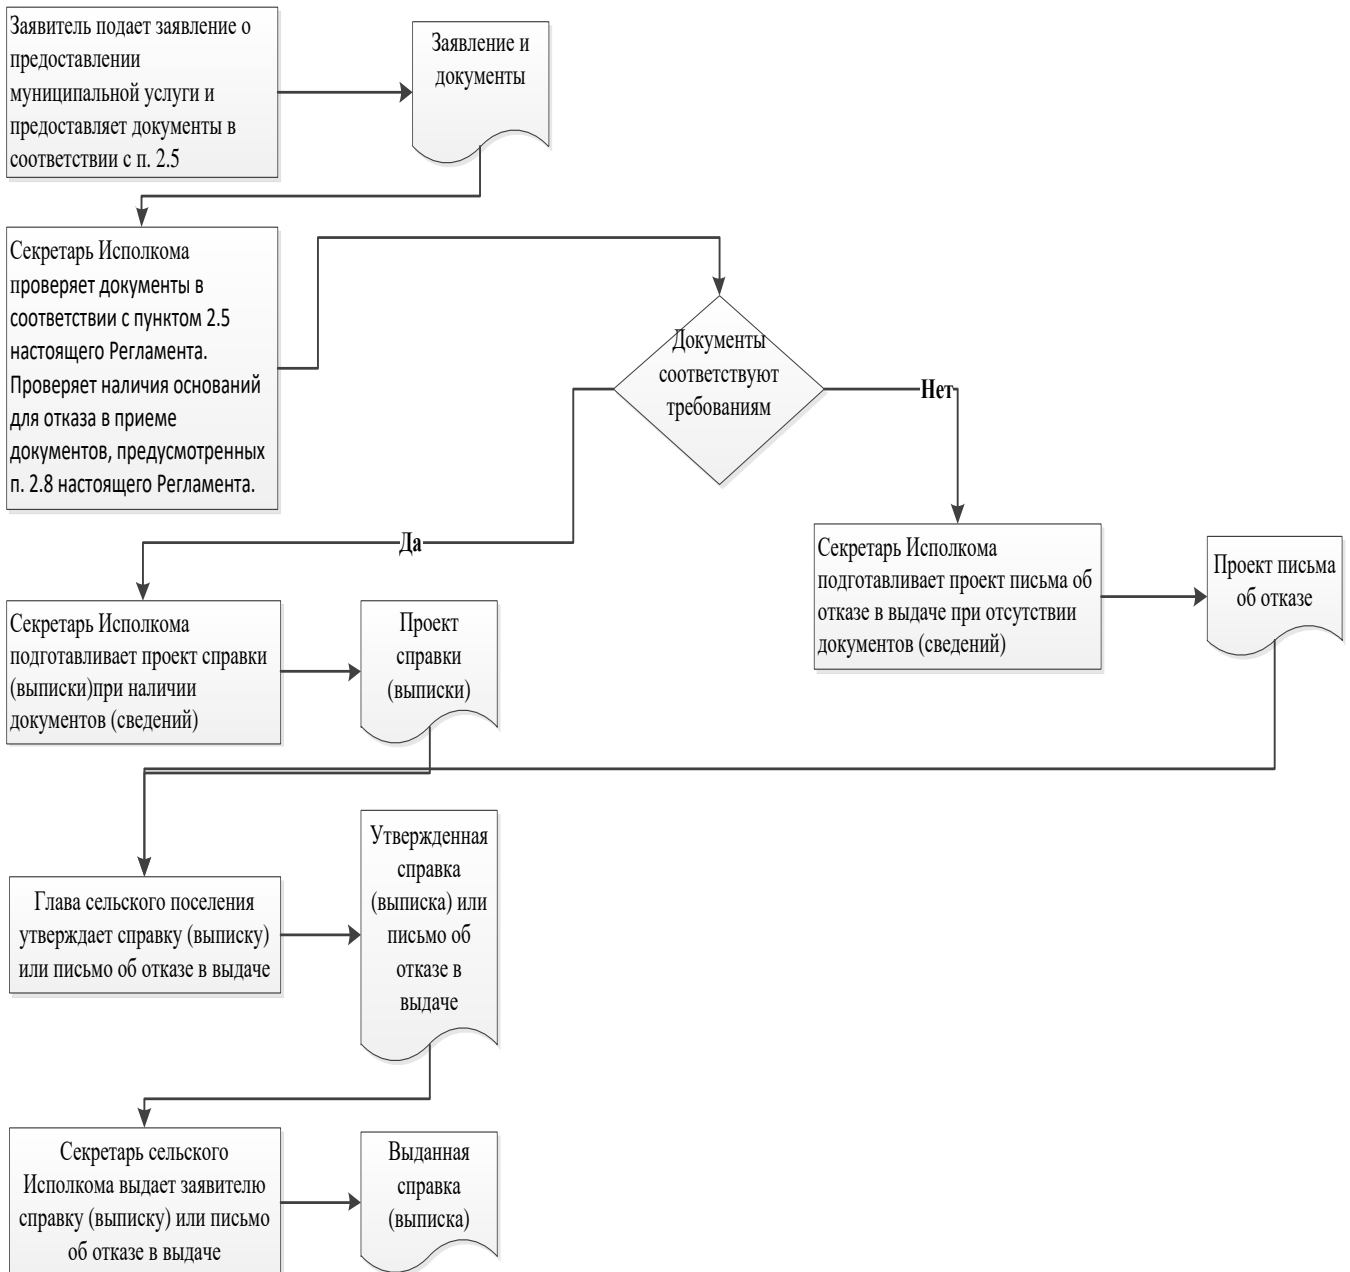 Заявитель подает заявление о
предоставлении
муниципальной услуги и
предоставляет документы в
соответствии с п. 2.5
Заявление и
документы
Секретарь Исполкома
проверяет документы в
соответствии с пунктом 2.5
настоящего Регламента.
Проверяет наличия оснований
для отказа в приеме
документов, предусмотренных
п. 2.8 настоящего Регламента.
Документы
соответствуют
требованиям
Нет
Да
Секретарь Исполкома
подготавливает проект письма об
отказе в выдаче при отсутствии
документов (сведений)
Проект письма
об отказе
Секретарь Исполкома
подготавливает проект справки
(выписки)при наличии
документов (сведений)
Проект
справки
(выписки)
Глава сельского поселения
утверждает справку (выписку)
или письмо об отказе в выдаче
Утвержденная
справка
(выписка) или
письмо об
отказе в
выдаче
Секретарь сельского
Исполкома выдает заявителю
справку (выписку) или письмо
об отказе в выдаче
Выданная
справка
(выписка)